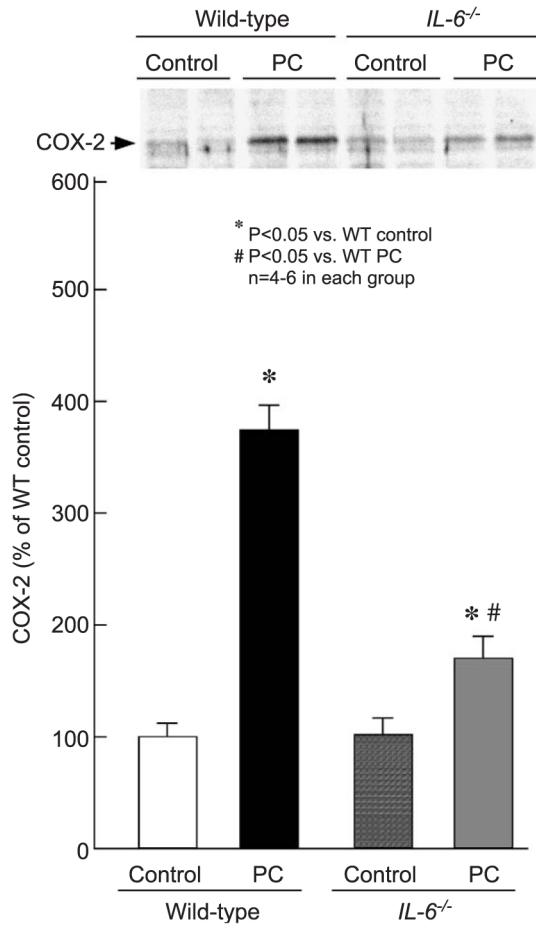 Wild-type IL-6-/-
Control PC Control PC
COX-2
600
* P<0.05 vs. WT control
# P<0.05 vs. WT PC
n=4-6 in each group
500
*
400
300
* #
200
100
0
COX-2 (% of WT control)
Control PC Control PC
Wild-type IL-6-/-